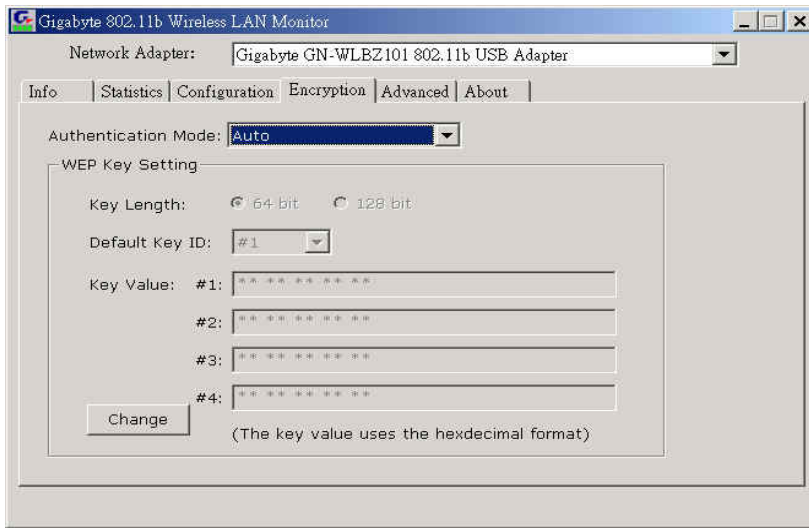 Gigabyte 802.11b Wireless LAN Monitor
Network Adapter: Gigabyte GN-WLBZ101 802.11b USB Adapter
Info Statistics Configuration Encryption Advanced About
Authentication Mode: Auto
WEP Key Setting
Key Length: 64 bit 128 bit
Default Key ID: #1
Key Value: #1: ** ** ** ** **
#2: ** ** ** ** **
#3: ** ** ** ** **
#4: ** ** ** ** **
Change
(The key value uses the hexdecimal format)